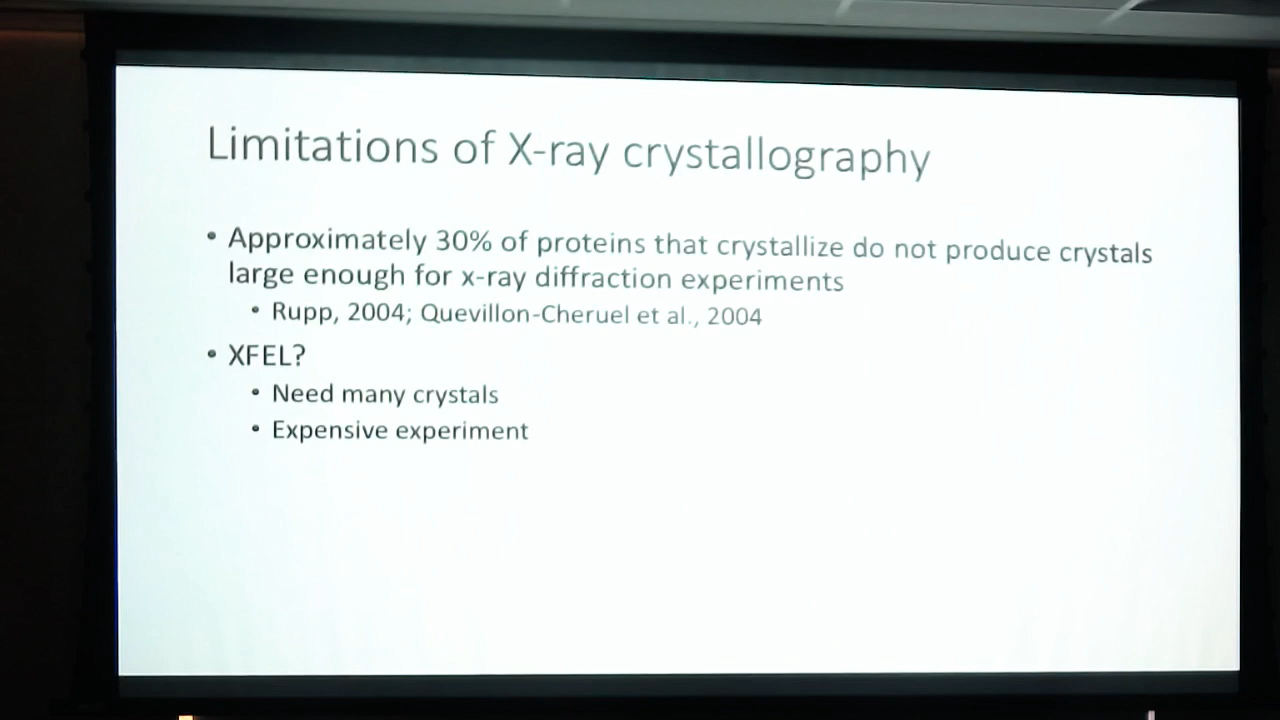 Limitations of X-ray crystallography
• Approximately 30% of proteins that crystallize do not produce crystals
large enough for x-ray diffraction experiments
• Rupp, 2004; Quevillon-Cheruel et al., 2004
• XFEL?
• Need many crystals
• Expensive experiment